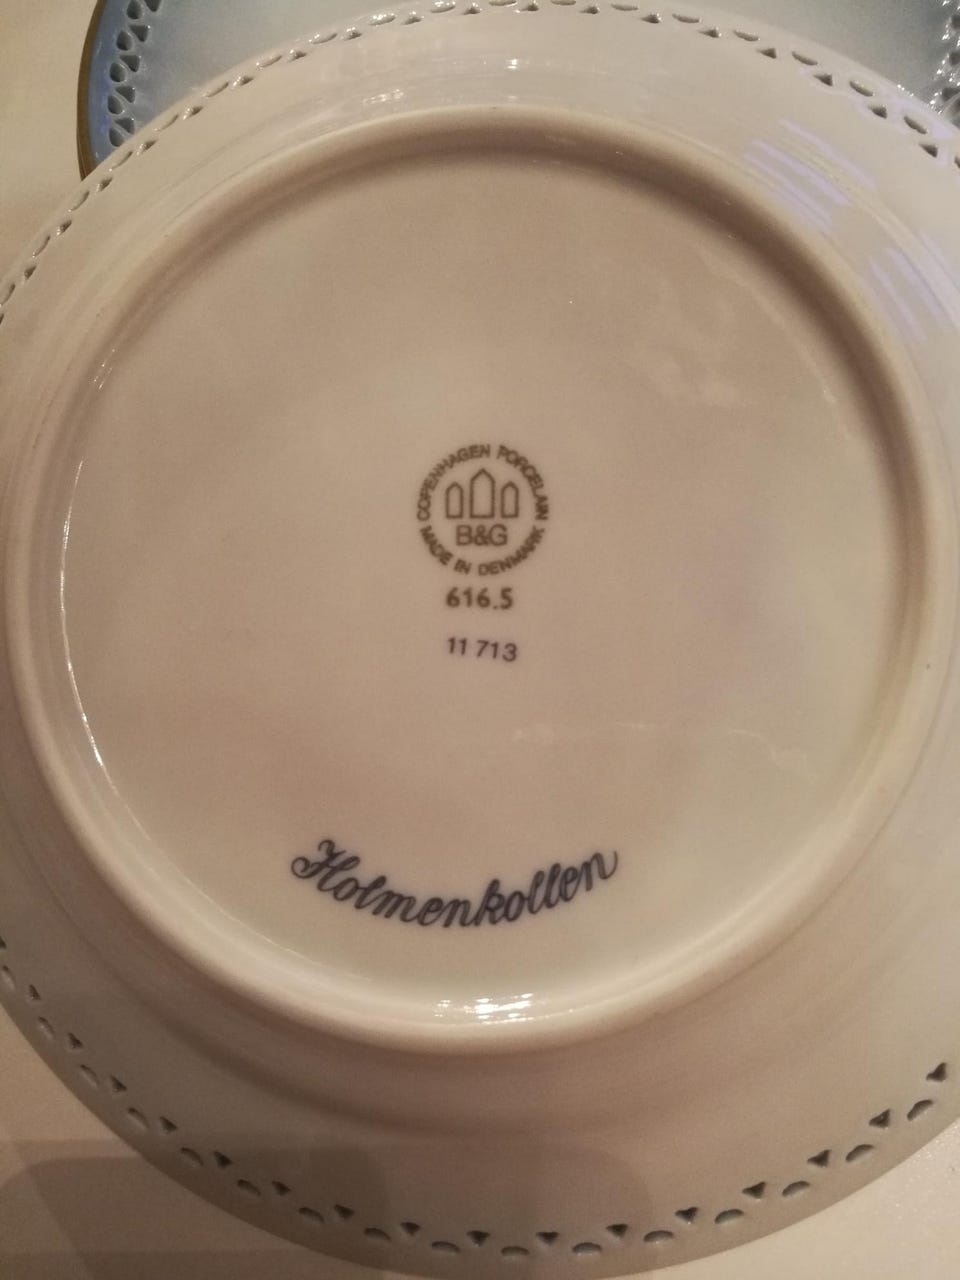 COPENHAGEN PORCELAIN
B&G
MADE IN DENMARK
616.5
11 713
Holmenkollen